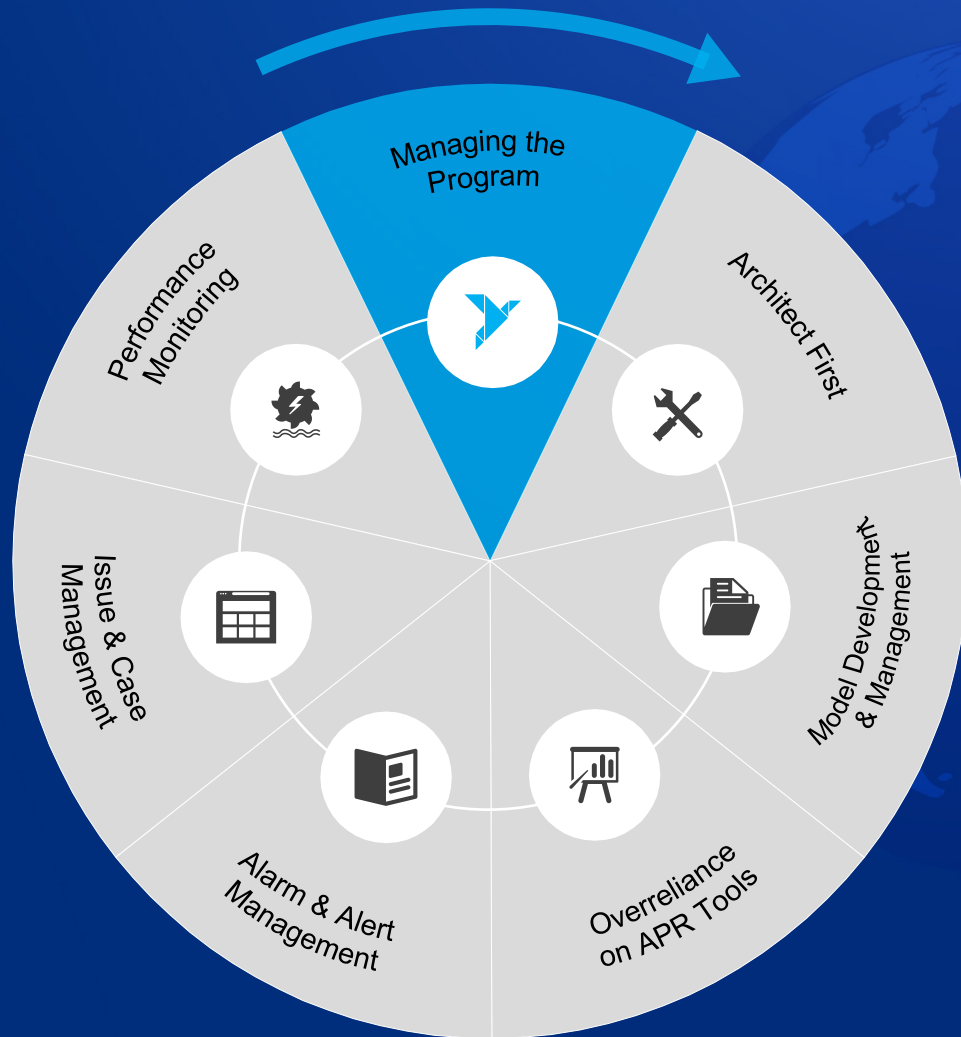 Managing the
Program
Architect First
Model Development
& Management
Overreliance
on APR Tools
Alarm & Alert
Management
Issue & Case
Management
Performance
Monitoring